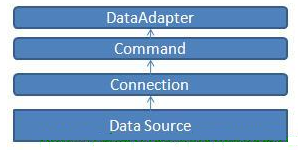 DataAdapter
Command
Connection
Data Source